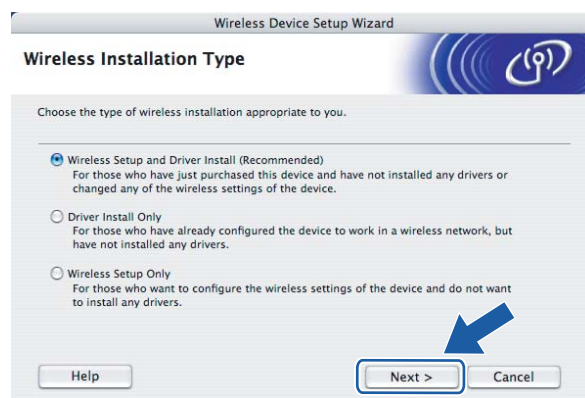 Wireless Device Setup Wizard
Wireless Installation Type
Choose the type of wireless installation appropriate to you.
Wireless Setup and Driver Install (Recommended)
For those who have just purchased this device and have not installed any drivers or
changed any of the wireless settings of the device.
Driver Install Only
For those who have already configured the device to work in a wireless network, but
have not installed any drivers.
Wireless Setup Only
For those who want to configure the wireless settings of the device and do not want
to install any drivers.
Help
Next >
Cancel